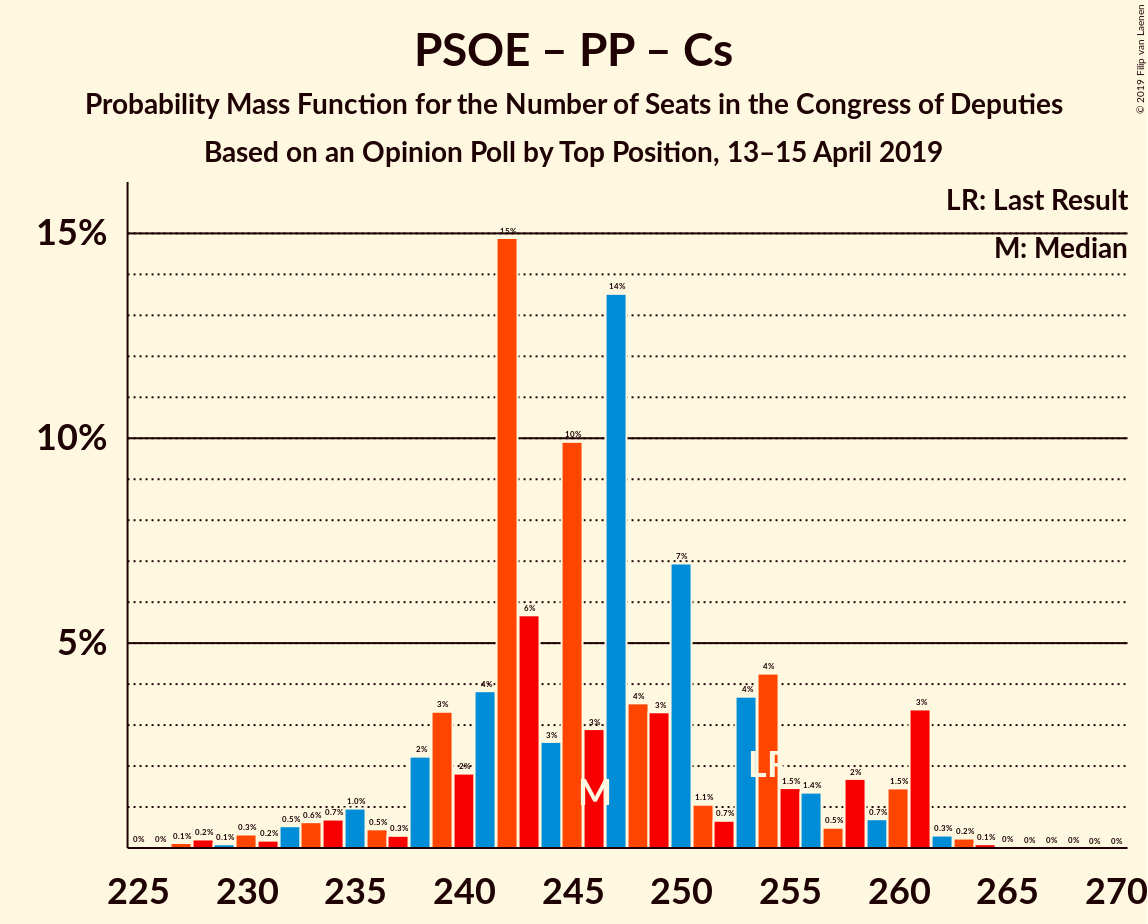 PSOE – PP – Cs
Probability Mass Function for the Number of Seats in the Congress of Deputies
Based on an Opinion Poll by Top Position, 13–15 April 2019
© 2019 Filip van Laenen
LR: Last Result
M: Median
15%
10%
5%
0% 0% 0.1% 0.2% 0.1% 0.3% 0.2% 0.5% 0.6% 0.7% 1.0% 0.5% 0.3% 2% 3% 2% 4% 15% 6% 3% 10% 3% 14% 4% 3% 7% 1.1% 0.7% 4% 4% 1.5% 1.4% 0.5% 2% 0.7% 1.5% 3% 0.3% 0.2% 0.1% 0% 0% 0% 0% 0% 0%
M
LR
225 230 235 240 245 250 255 260 265 270